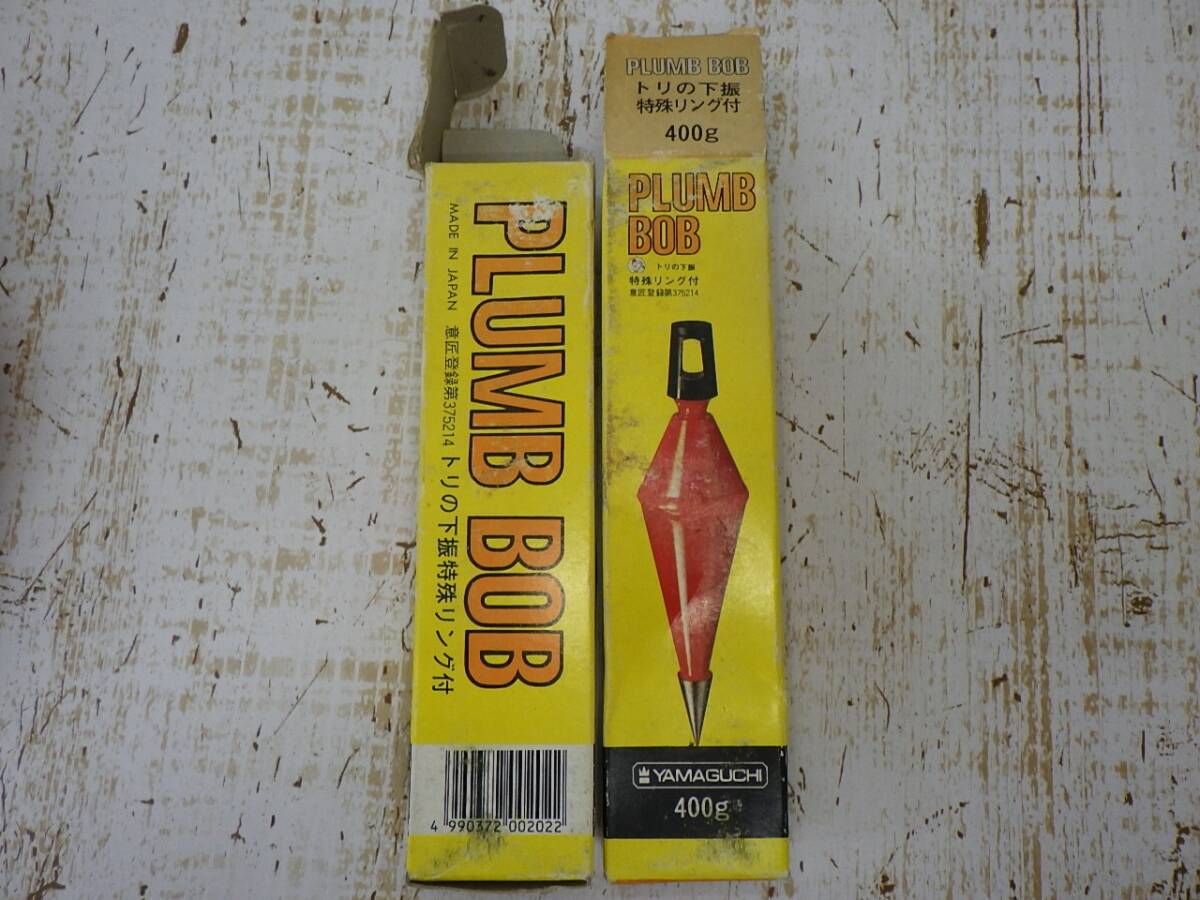 PLUMB BOB
MADE IN JAPAN 意匠登録第375214 トリの下振特殊リング付
4 990372 002022
PLUMB BOB
トリの下振
特殊リング付
400g
PLUMB
BOB
トリの下振
特殊リング付
意匠登録第375214
YAMAGUCHI
400g